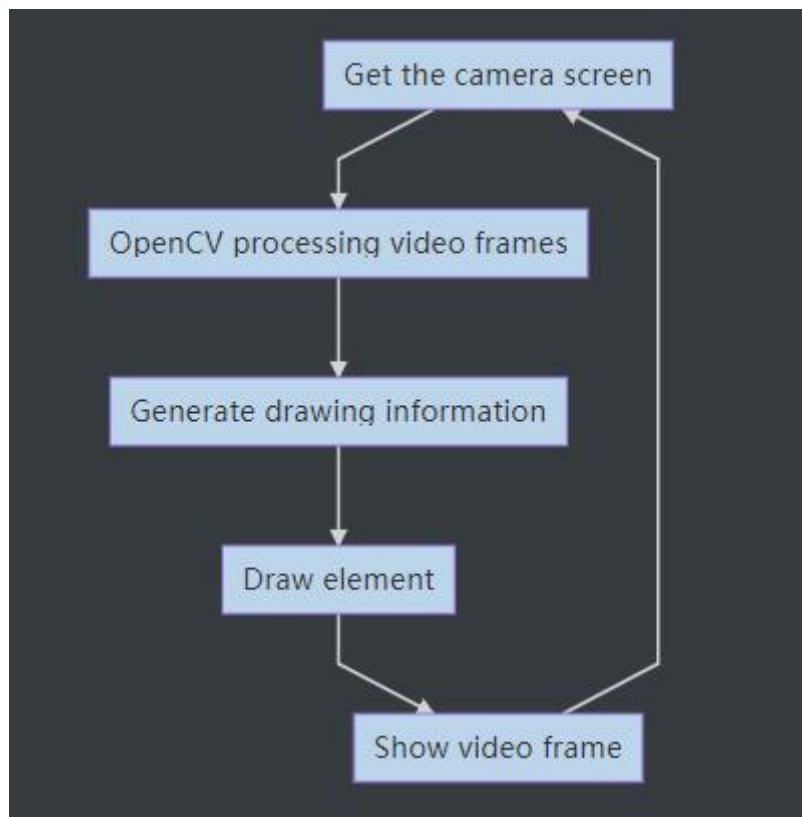 Get the camera screen
OpenCV processing video frames
Generate drawing information
Draw element
Show video frame